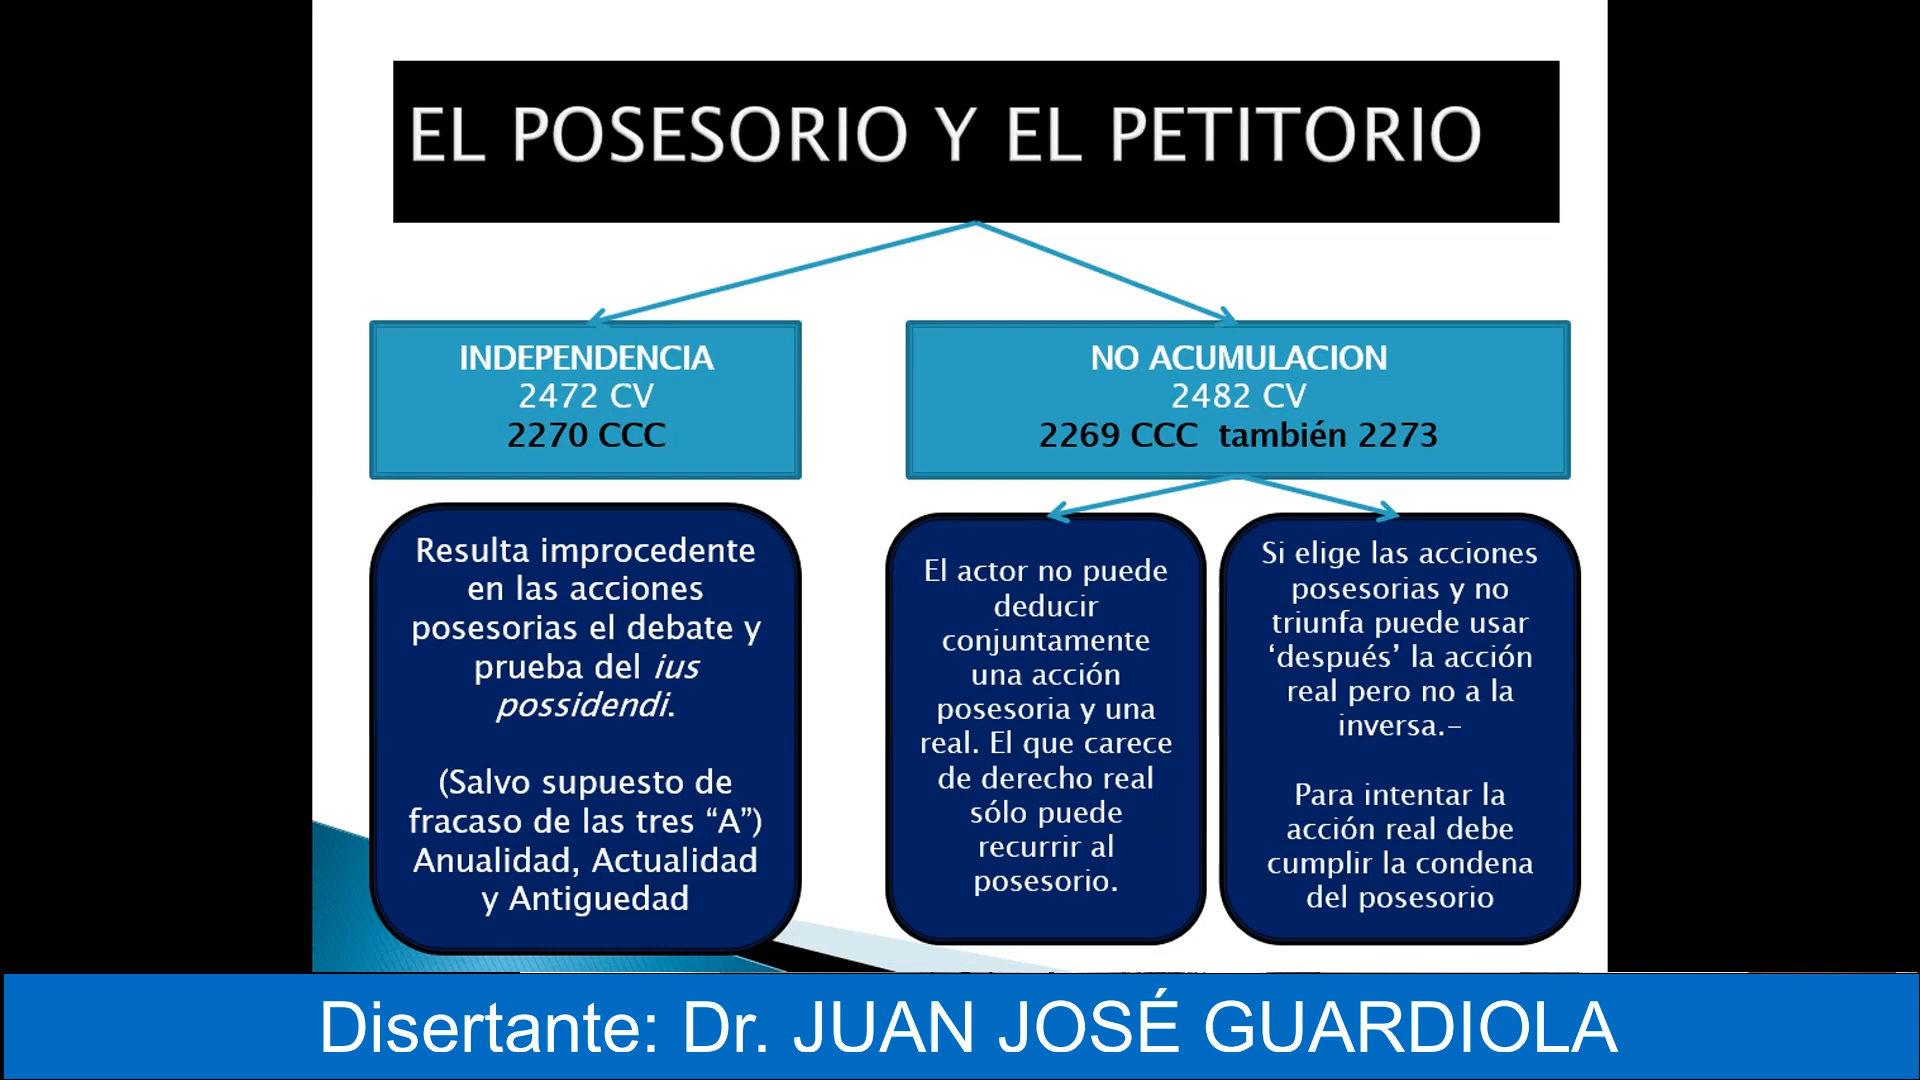 EL POSESORIO Y EL PETITORIO
INDEPENDENCIA
2472 CV
2270 CCC
NO ACUMULACION
2482 CV
2269 CCC  también 2273
Resulta improcedente
en las acciones
posesorias el debate y
prueba del ius
possidendi.
(Salvo supuesto de
fracaso de las tres “A”)
Anualidad, Actualidad
y Antiguedad
El actor no puede
deducir
conjuntamente
una acción
posesoria y una
real. El que carece
de derecho real
sólo puede
recurrir al
posesorio.
Si elige las acciones
posesorias y no
triunfa puede usar
‘después’ la acción
real pero no a la
inversa.-
Para intentar la
acción real debe
cumplir la condena
del posesorio
Disertante: Dr. JUAN JOSÉ GUARDIOLA